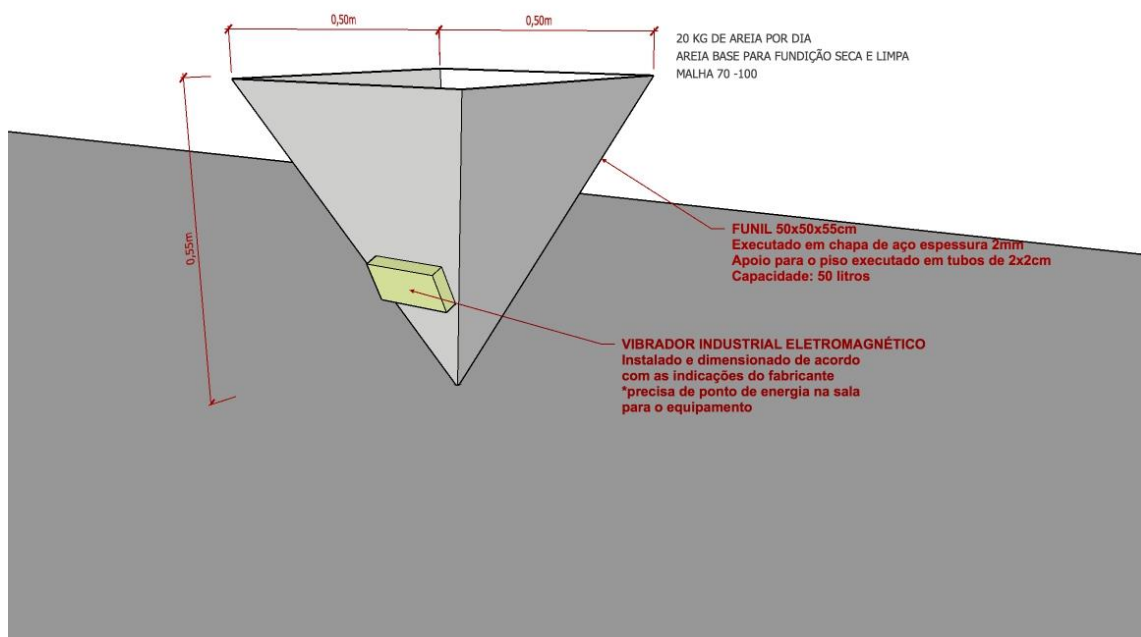 0,50m
0,50m
20 KG DE AREIA POR DIA
AREIA BASE PARA FUNDIÇÃO SECA E LIMPA
MALHA 70 -100
0,55m
FUNIL 50x50x55cm
Executado em chapa de aço espessura 2mm
Apoio para o piso executado em tubos de 2x2cm
Capacidade: 50 litros
VIBRADOR INDUSTRIAL ELETROMAGNÉTICO
Instalado e dimensionado de acordo
com as indicações do fabricante
*precisa de ponto de energia na sala
para o equipamento